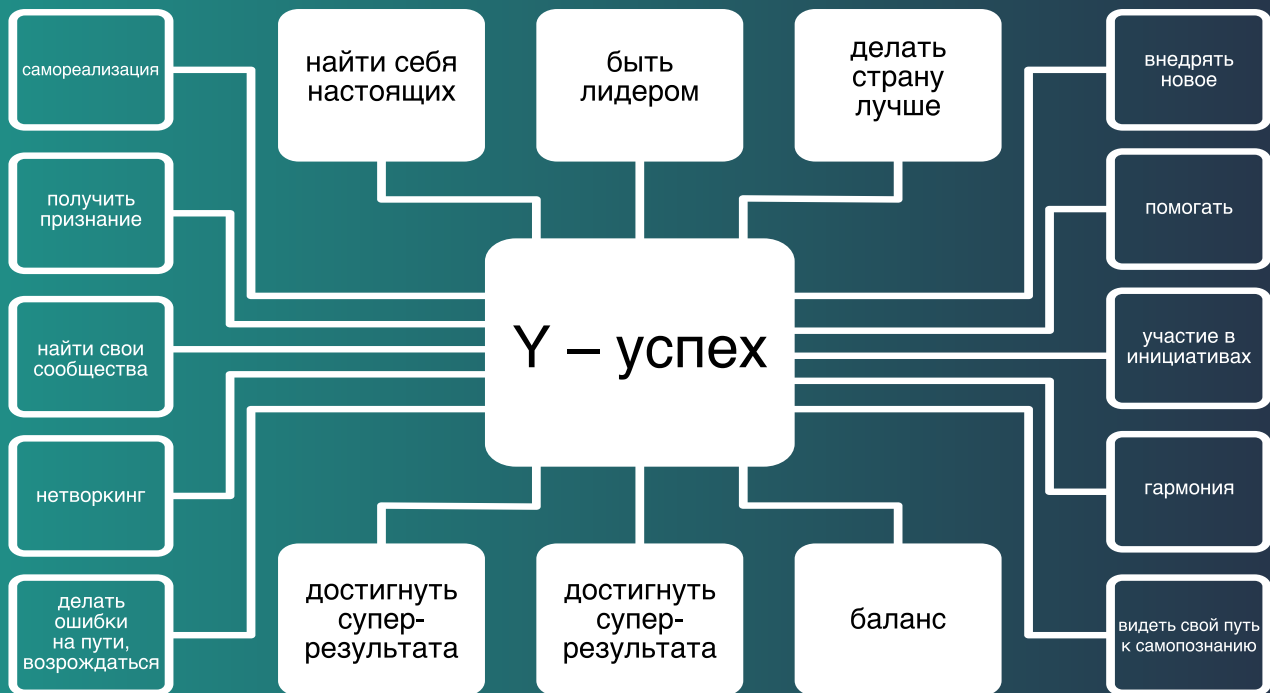 самореализация
получить
признание
найти свои
сообщества
нетворкинг
делать
ошибки
на пути,
возрождаться
найти себя
настоящих
быть
лидером
делать
страну
лучше
Y – успех
достигнуть
супер-
результата
достигнуть
супер-
результата
баланс
внедрять
новое
помогать
участие в
инициативах
гармония
видеть свой путь
к самопознанию